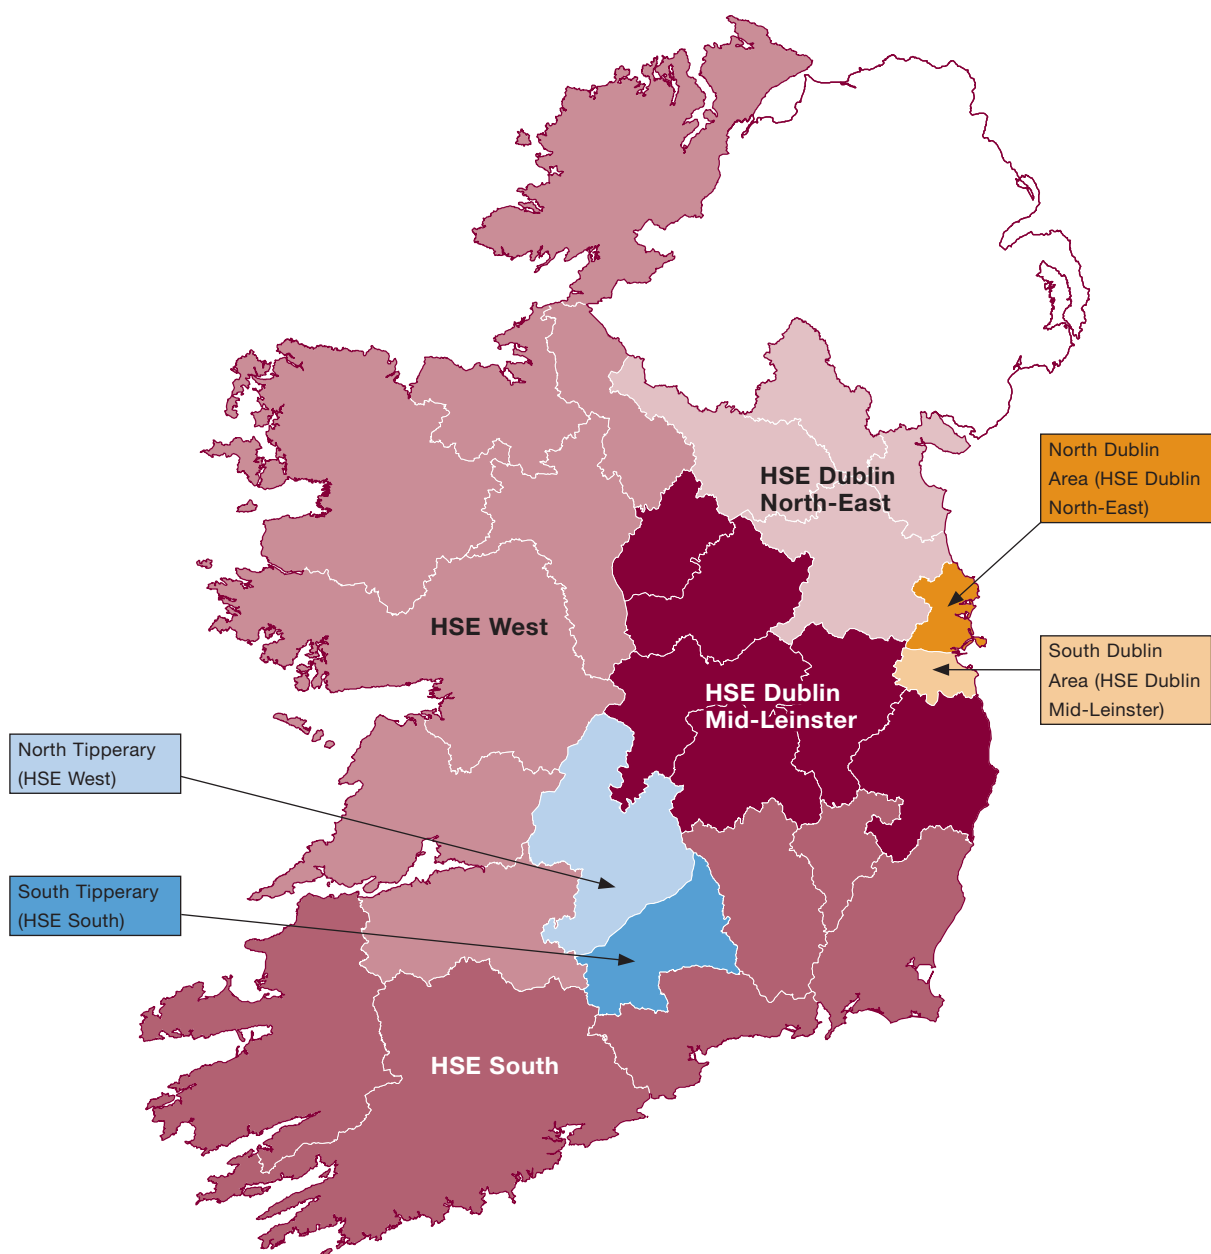 HSE Dublin
North-East
North Dublin
Area (HSE Dublin
North-East)
HSE West
South Dublin
Area (HSE Dublin
Mid-Leinster)
HSE Dublin
Mid-Leinster
North Tipperary
(HSE West)
South Tipperary
(HSE South)
HSE South